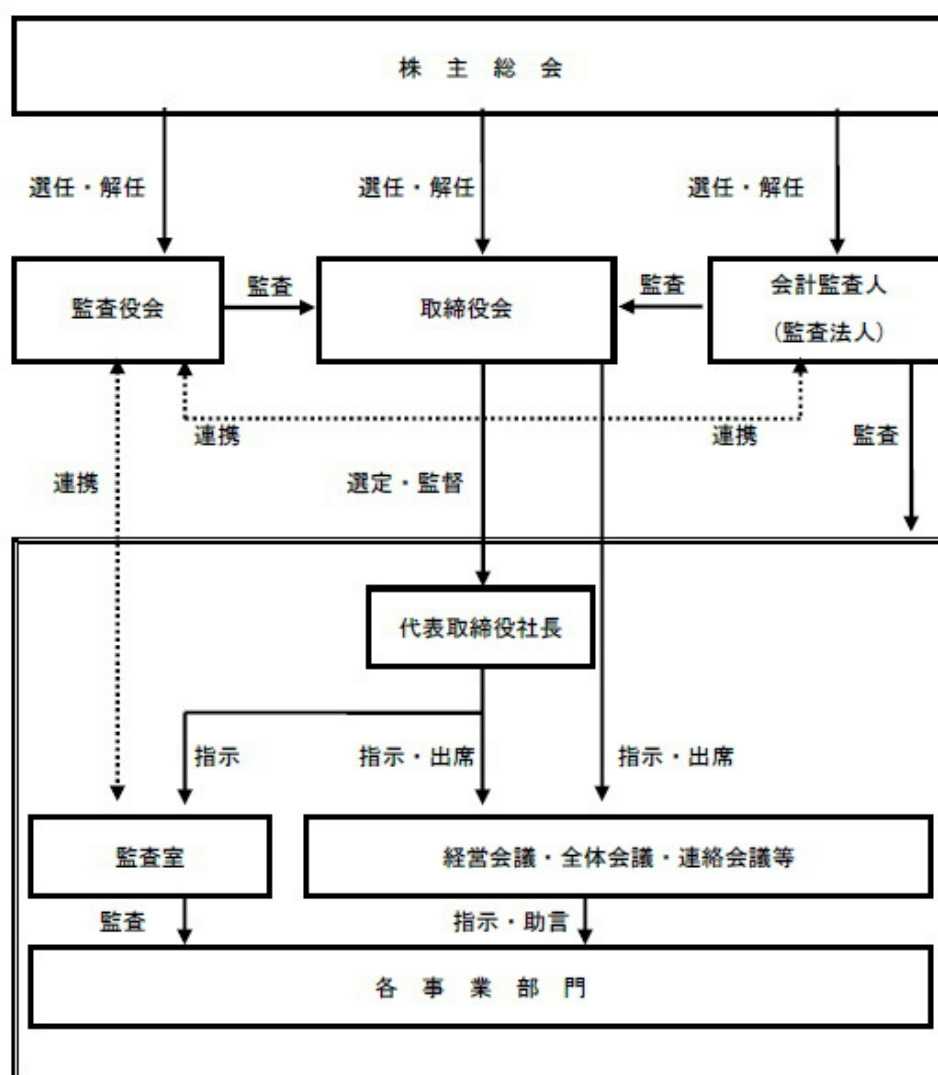 株　主　総　会
選任・解任
選任・解任
選任・解任
監査役会
監査
取締役会
監査
会計監査人
（監査法人）
連携
連携
監査
連携
選定・監督
代表取締役社長
指示
指示・出席
指示・出席
監査室
経営会議・全体会議・連絡会議等
監査
指示・助言
各　事　業　部　門